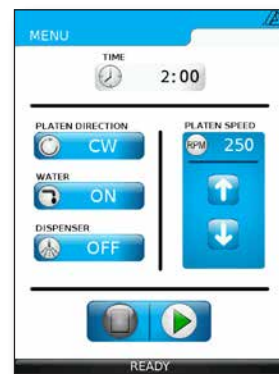 MENU
TIME
2:00
PLATEN DIRECTION
CW
WATER
ON
DISPENSER
OFF
PLATEN SPEED
RPM 250
READY